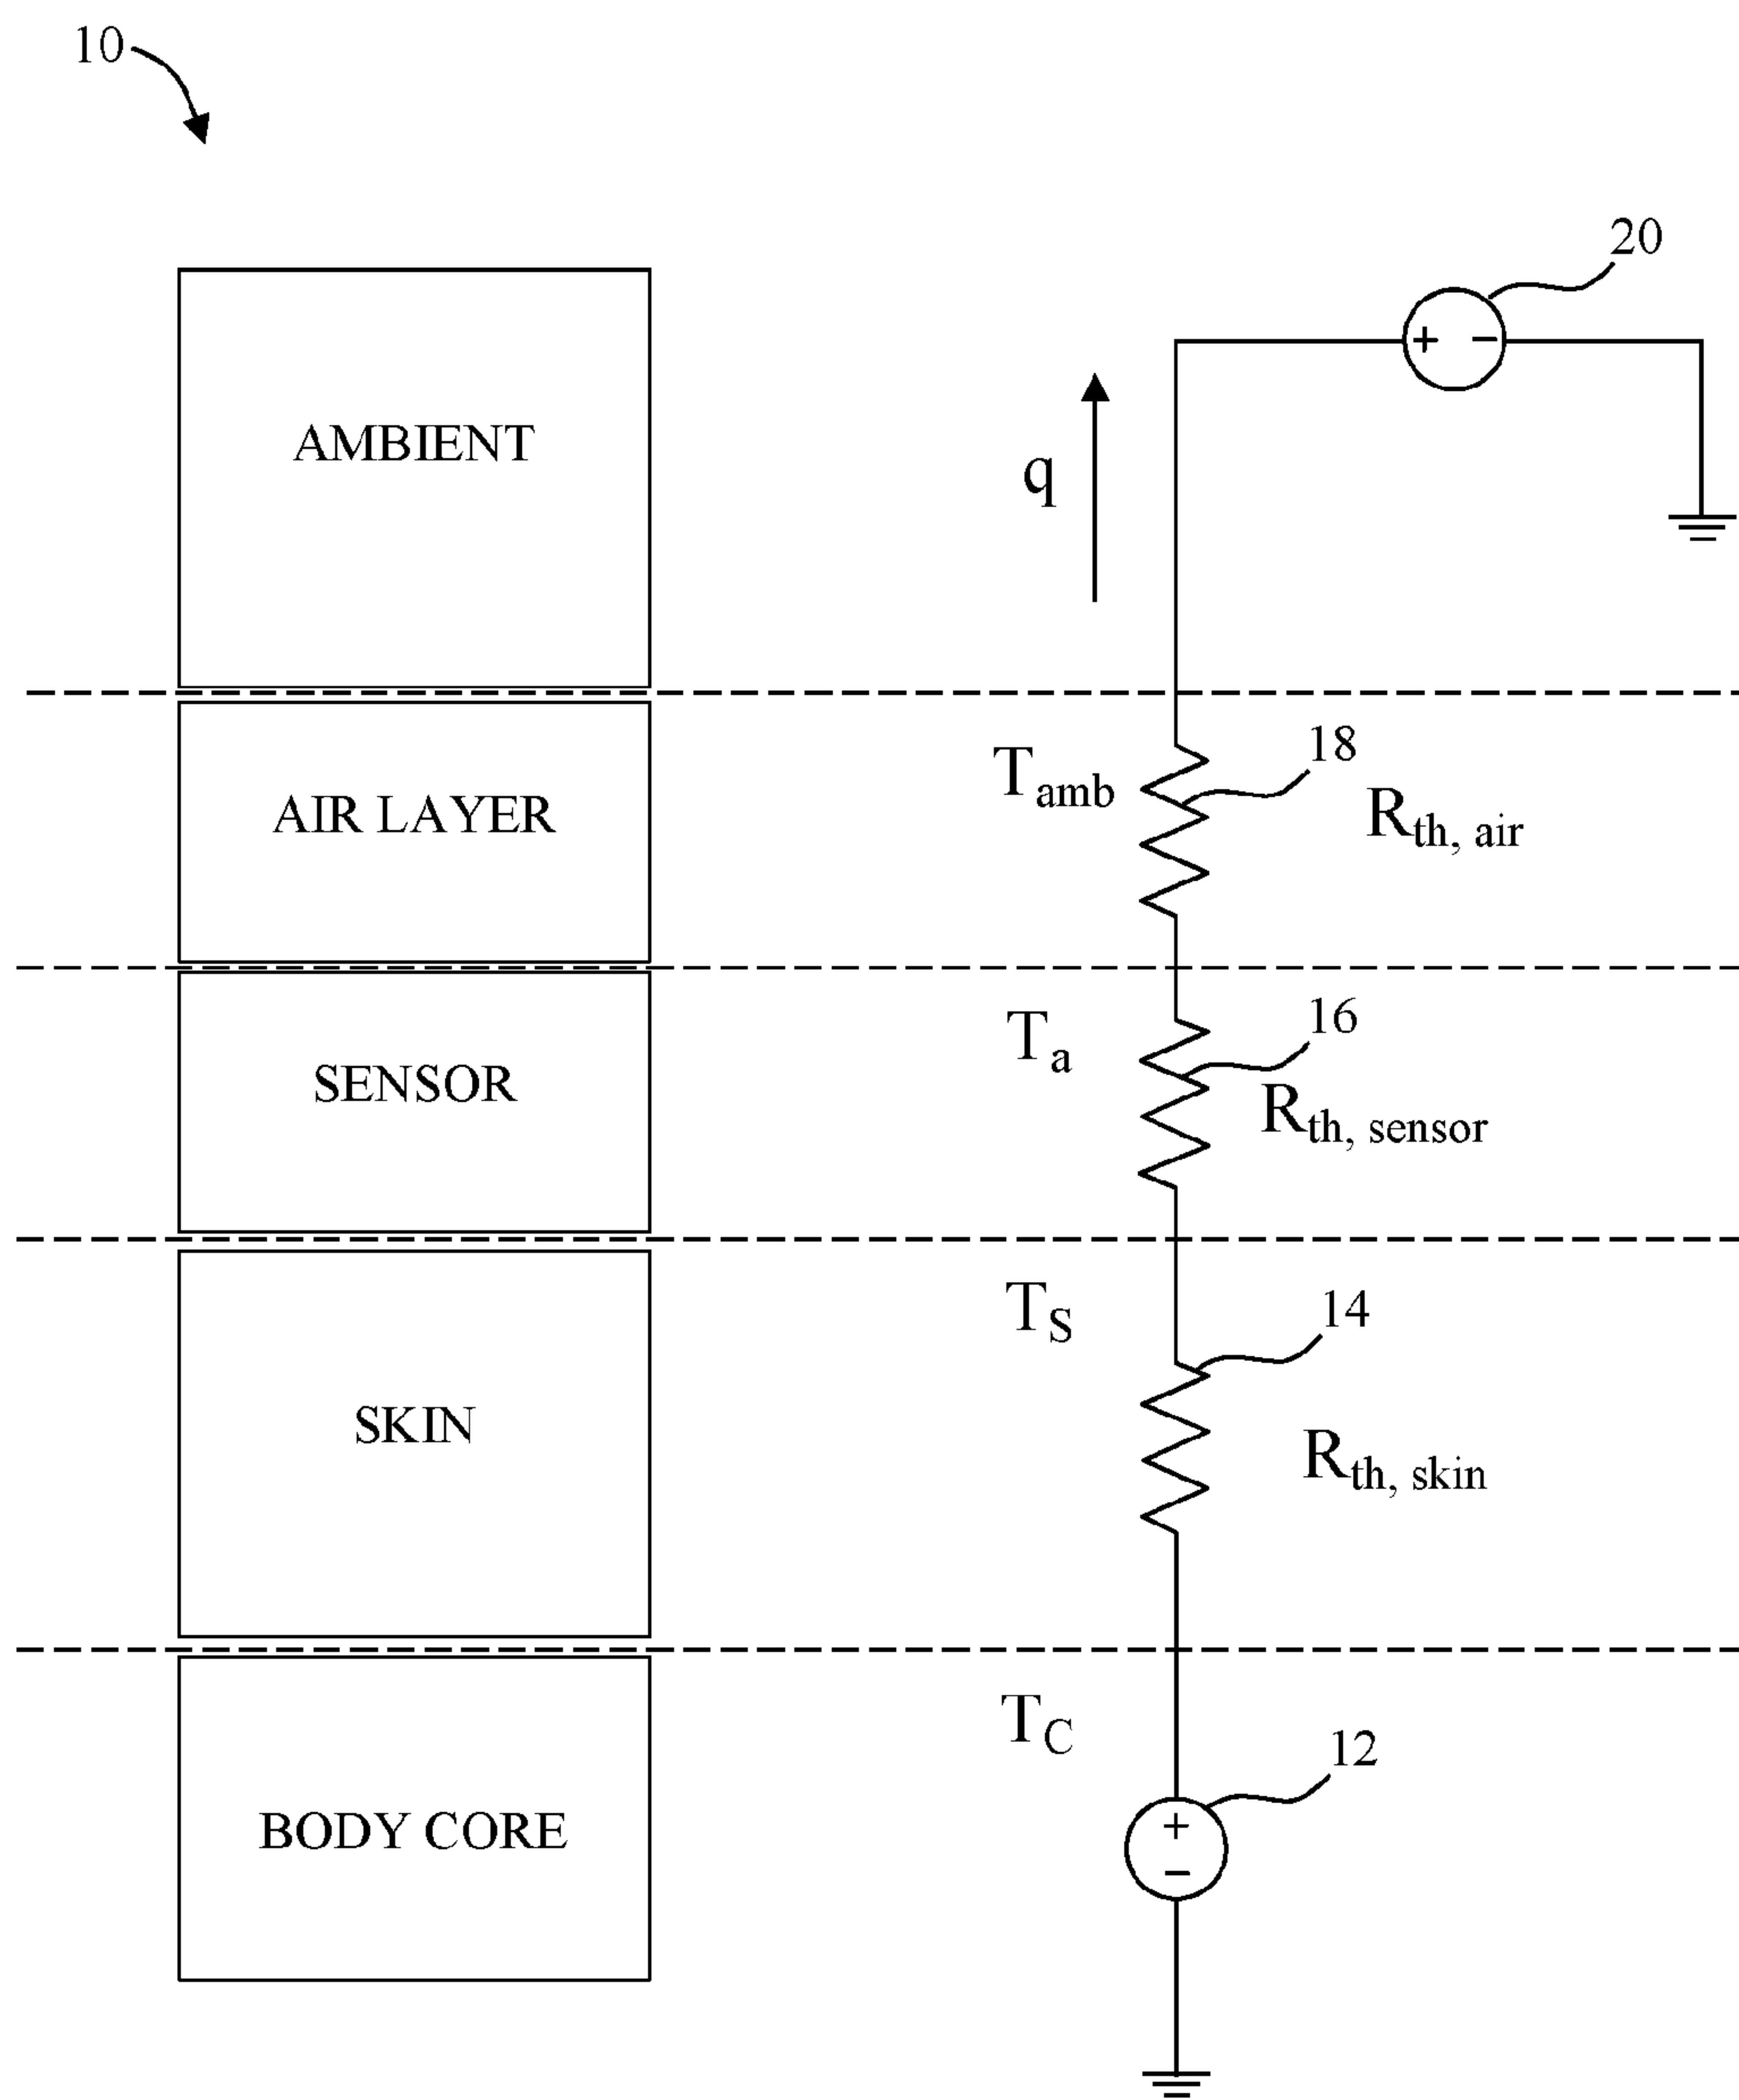 10
20
+ −
AMBIENT
q
18
Tamb
Rth, air
AIR LAYER
16
Ta
Rth, sensor
SENSOR
14
TS
Rth, skin
SKIN
12
TC
+
−
BODY CORE